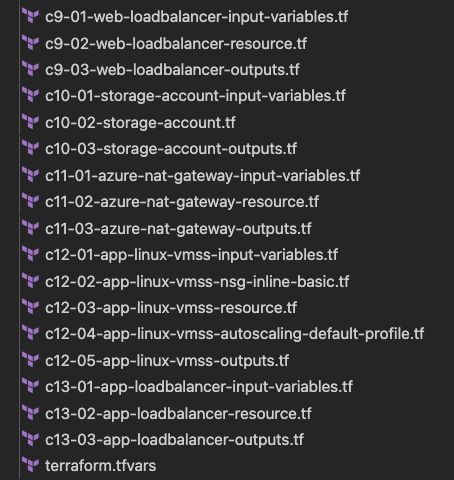 c9-01-web-loadbalancer-input-variables.tf
c9-02-web-loadbalancer-resource.tf
c9-03-web-loadbalancer-outputs.tf
c10-01-storage-account-input-variables.tf
c10-02-storage-account.tf
c10-03-storage-account-outputs.tf
c11-01-azure-nat-gateway-input-variables.tf
c11-02-azure-nat-gateway-resource.tf
c11-03-azure-nat-gateway-outputs.tf
c12-01-app-linux-vmss-input-variables.tf
c12-02-app-linux-vmss-nsg-inline-basic.tf
c12-03-app-linux-vmss-resource.tf
c12-04-app-linux-vmss-autoscaling-default-profile.tf
c12-05-app-linux-vmss-outputs.tf
c13-01-app-loadbalancer-input-variables.tf
c13-02-app-loadbalancer-resource.tf
c13-03-app-loadbalancer-outputs.tf
terraform.tfvars